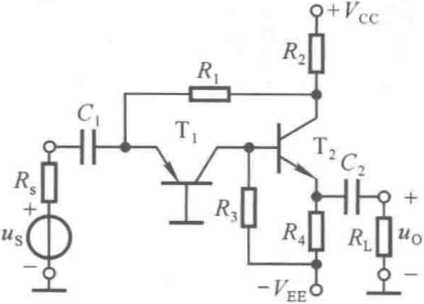 +V_CC
R_2
R_1
C_1
T_1
T_2
C_2
R_s
+
u_S
−
R_3
R_4
R_L
+
u_O
−
−V_EE